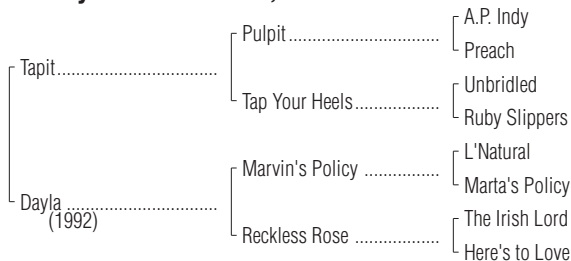 A.P. Indy
Pulpit
Preach
Tapit
Unbridled
Tap Your Heels
Ruby Slippers
L'Natural
Marvin's Policy
Marta's Policy
Dayla
(1992)
The Irish Lord
Reckless Rose
Here's to Love